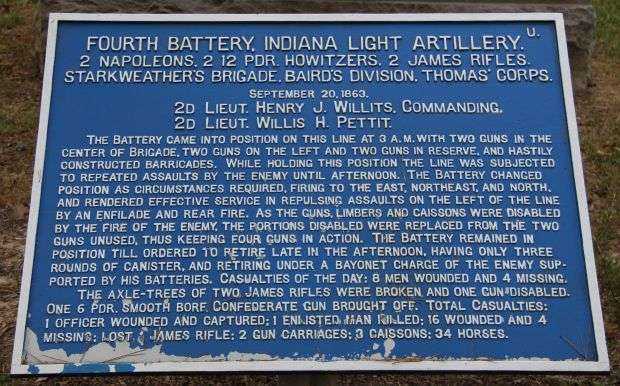 FOURTH BATTERY, INDIANA LIGHT ARTILLERY. U.
2 NAPOLEONS. 2 12 PDR. HOWITZERS. 2 JAMES RIFLES.
STARKWEATHER'S BRIGADE. BAIRD'S DIVISION. THOMAS' CORPS.
SEPTEMBER 20, 1863.
2D LIEUT. HENRY J. WILLITS, COMMANDING,
2D LIEUT. WILLIS H. PETTIT.
THE BATTERY CAME INTO POSITION ON THIS LINE AT 3 A.M. WITH TWO GUNS IN THE
CENTER OF BRIGADE, TWO GUNS ON THE LEFT AND TWO GUNS IN RESERVE, AND HASTILY
CONSTRUCTED BARRICADES. WHILE HOLDING THIS POSITION THE LINE WAS SUBJECTED
TO REPEATED ASSAULTS BY THE ENEMY UNTIL AFTERNOON. THE BATTERY CHANGED
POSITION AS CIRCUMSTANCES REQUIRED, FIRING TO THE EAST, NORTHEAST, AND NORTH,
AND RENDERED EFFECTIVE SERVICE IN REPULSING ASSAULTS ON THE LEFT OF THE LINE
BY AN ENFILADE AND REAR FIRE. AS THE GUNS, LIMBERS AND CAISSONS WERE DISABLED
BY THE FIRE OF THE ENEMY, THE PORTIONS DISABLED WERE REPLACED FROM THE TWO
GUNS UNUSED, THUS KEEPING FOUR GUNS IN ACTION. THE BATTERY REMAINED IN
POSITION TILL ORDERED TO RETIRE LATE IN THE AFTERNOON, HAVING ONLY THREE
ROUNDS OF CANISTER, AND RETIRING UNDER A BAYONET CHARGE OF THE ENEMY SUP-
PORTED BY HIS BATTERIES. CASUALTIES OF THE DAY: 8 MEN WOUNDED AND 4 MISSING.
THE AXLE-TREES OF TWO JAMES RIFLES WERE BROKEN AND ONE GUN DISABLED.
ONE 6 PDR. SMOOTH BORE CONFEDERATE GUN BROUGHT OFF. TOTAL CASUALTIES:
1 OFFICER WOUNDED AND CAPTURED; 1 ENLISTED MAN KILLED; 16 WOUNDED AND 4
MISSING; LOST JAMES RIFLE; 2 GUN CARRIAGES; 3 CAISSONS; 34 HORSES.